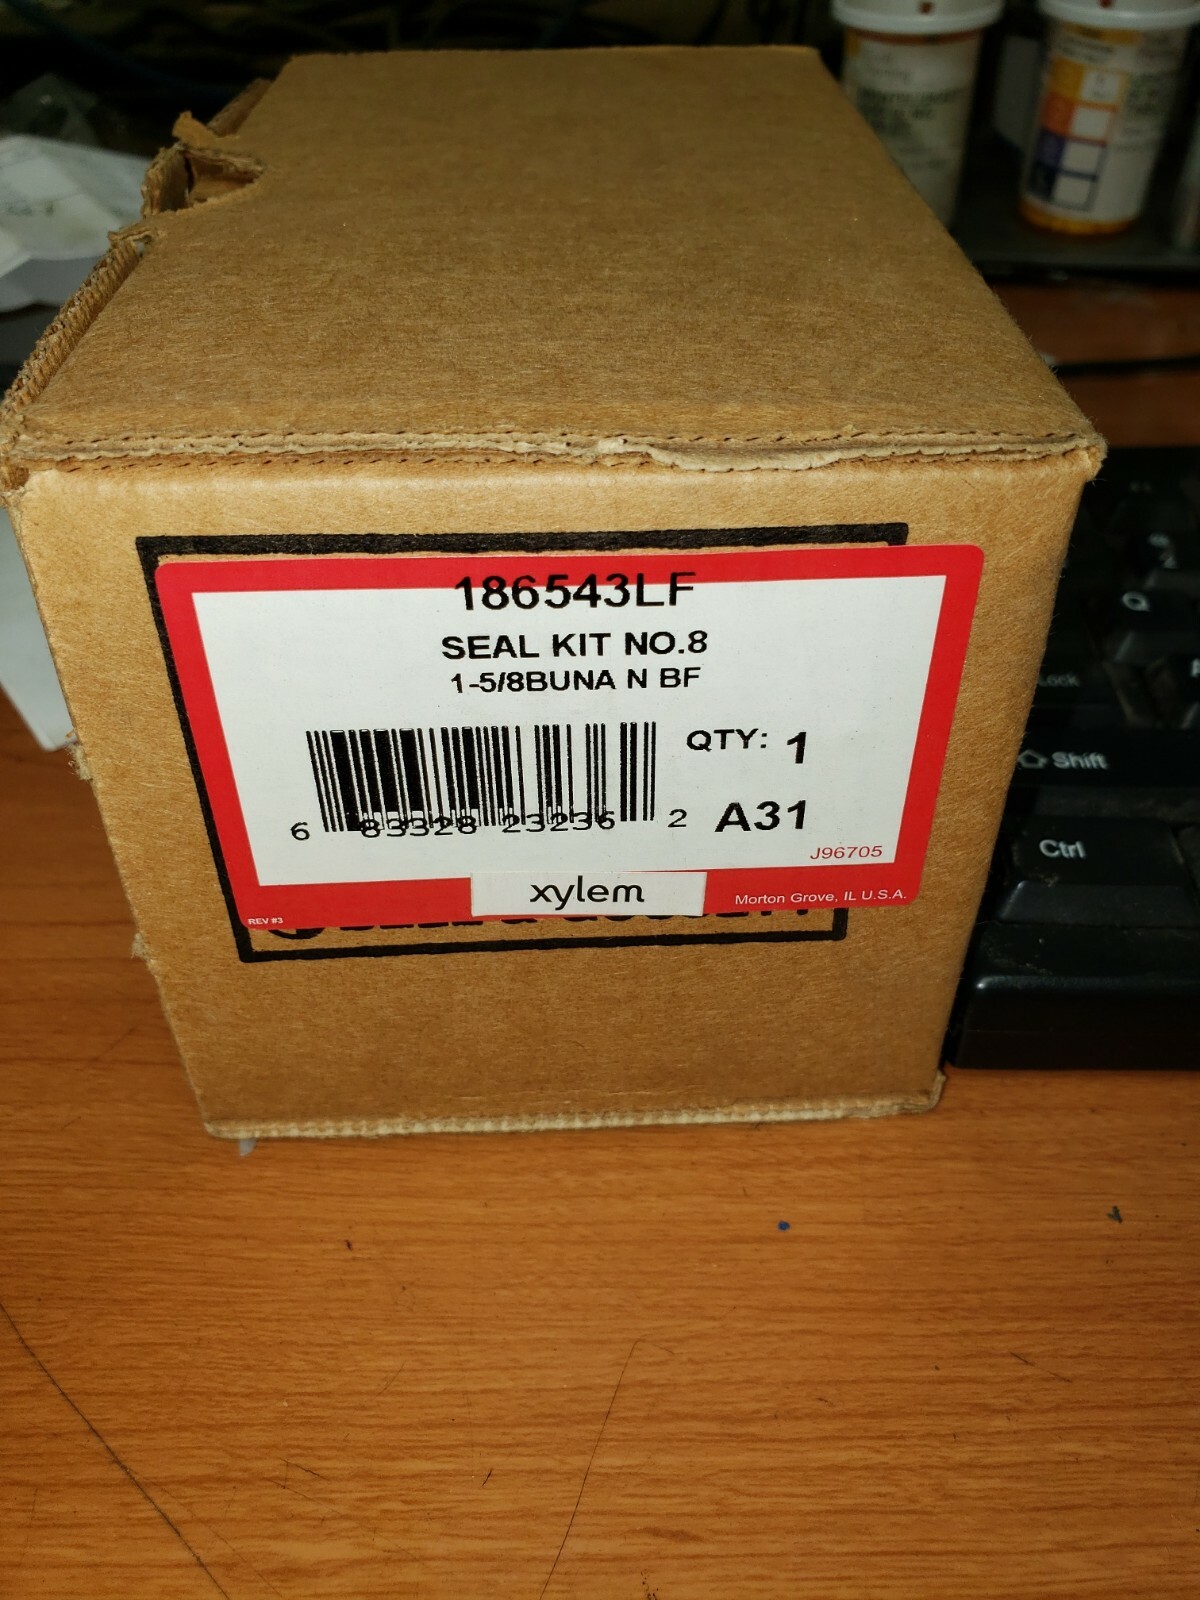 186543LF
SEAL KIT NO.8
1-5/8BUNA N BF
QTY: 1
6 83328 23236 2
A31
J96705
xylem
Morton Grove, IL U.S.A.
REV #3
Q
Lock
Shift
Ctrl